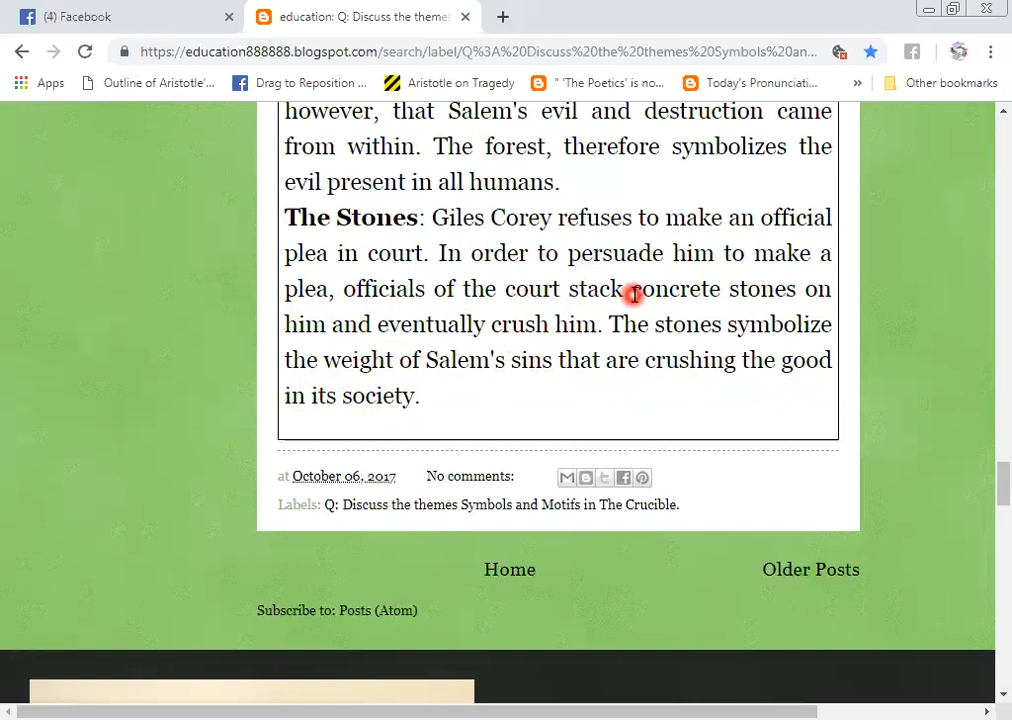 (4) Facebook
education: Q: Discuss the theme
https://education888888.blogspot.com/search/label/Q%3A%20Discuss%20the%20themes%20Symbols%20an...
Apps
Outline of Aristotle'...
Drag to Reposition ...
Aristotle on Tragedy
" 'The Poetics' is no...
Today's Pronunciati...
»
Other bookmarks
however, that Salem's evil and destruction came
from within. The forest, therefore symbolizes the
evil present in all humans.
The Stones: Giles Corey refuses to make an official
plea in court. In order to persuade him to make a
plea, officials of the court stack concrete stones on
him and eventually crush him. The stones symbolize
the weight of Salem's sins that are crushing the good
in its society.
at October 06, 2017 No comments:
Labels: Q: Discuss the themes Symbols and Motifs in The Crucible.
Home
Older Posts
Subscribe to: Posts (Atom)